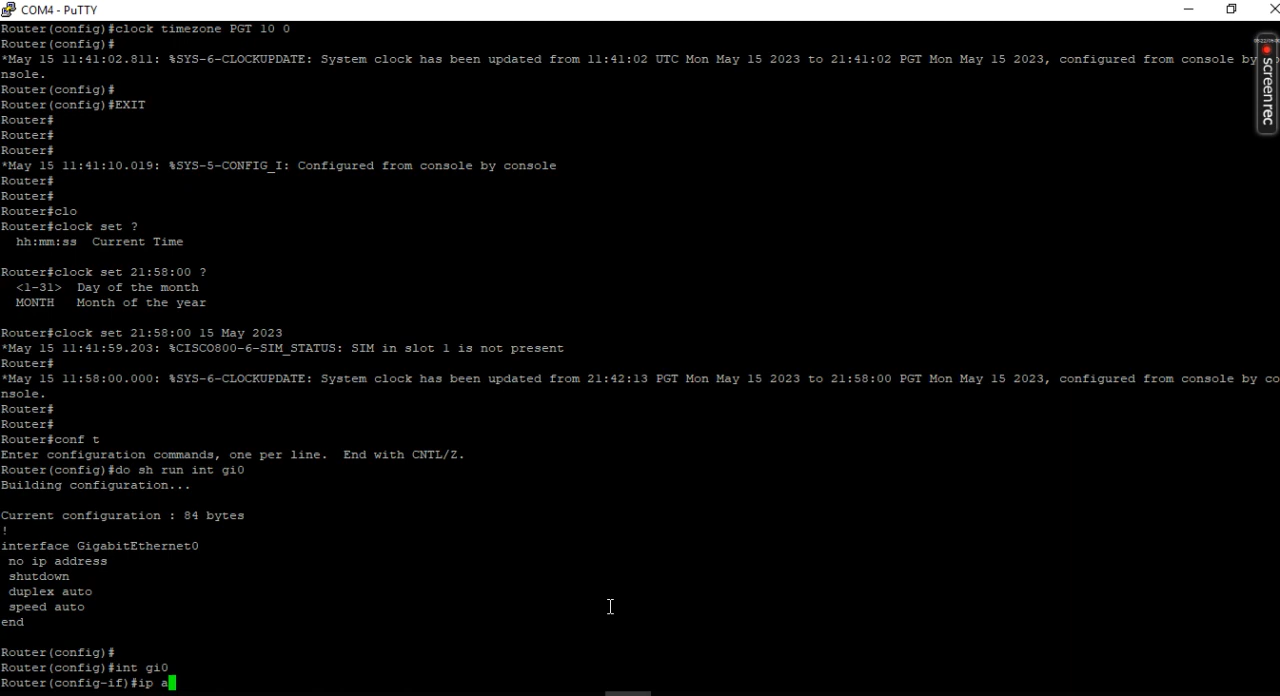 COM4 - PuTTY
Router(config)#clock timezone PGT 10 0
Router(config)#
*May 15 11:41:02.811: %SYS-6-CLOCKUPDATE: System clock has been updated from 11:41:02 UTC Mon May 15 2023 to 21:41:02 PGT Mon May 15 2023, configured from console by co
nsole.
Router(config)#
Router(config)#EXIT
Router#
Router#
Router#
*May 15 11:41:10.019: %SYS-5-CONFIG_I: Configured from console by console
Router#
Router#
Router#clo
Router#clock set ?
  hh:mm:ss  Current Time

Router#clock set 21:58:00 ?
  <1-31>  Day of the month
  MONTH   Month of the year

Router#clock set 21:58:00 15 May 2023
*May 15 11:41:59.203: %CISCO800-6-SIM_STATUS: SIM in slot 1 is not present
Router#
*May 15 11:58:00.000: %SYS-6-CLOCKUPDATE: System clock has been updated from 21:42:13 PGT Mon May 15 2023 to 21:58:00 PGT Mon May 15 2023, configured from console by co
nsole.
Router#
Router#
Router#conf t
Enter configuration commands, one per line.  End with CNTL/Z.
Router(config)#do sh run int gi0
Building configuration...

Current configuration : 84 bytes
!
interface GigabitEthernet0
 no ip address
 shutdown
 duplex auto
 speed auto
end

Router(config)#
Router(config)#int gi0
Router(config-if)#ip a
screenrec